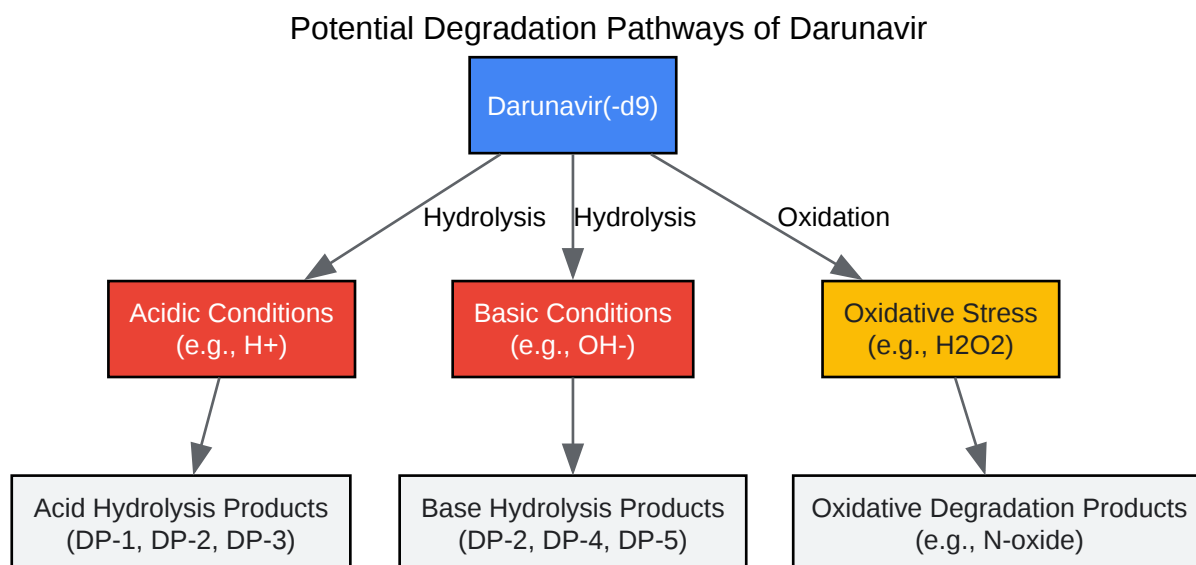 Potential Degradation Pathways of Darunavir
Darunavir(-d9)
Hydrolysis
Hydrolysis
Oxidation
Acidic Conditions
(e.g., H+)
Basic Conditions
(e.g., OH-)
Oxidative Stress
(e.g., H2O2)
Acid Hydrolysis Products
(DP-1, DP-2, DP-3)
Base Hydrolysis Products
(DP-2, DP-4, DP-5)
Oxidative Degradation Products
(e.g., N-oxide)